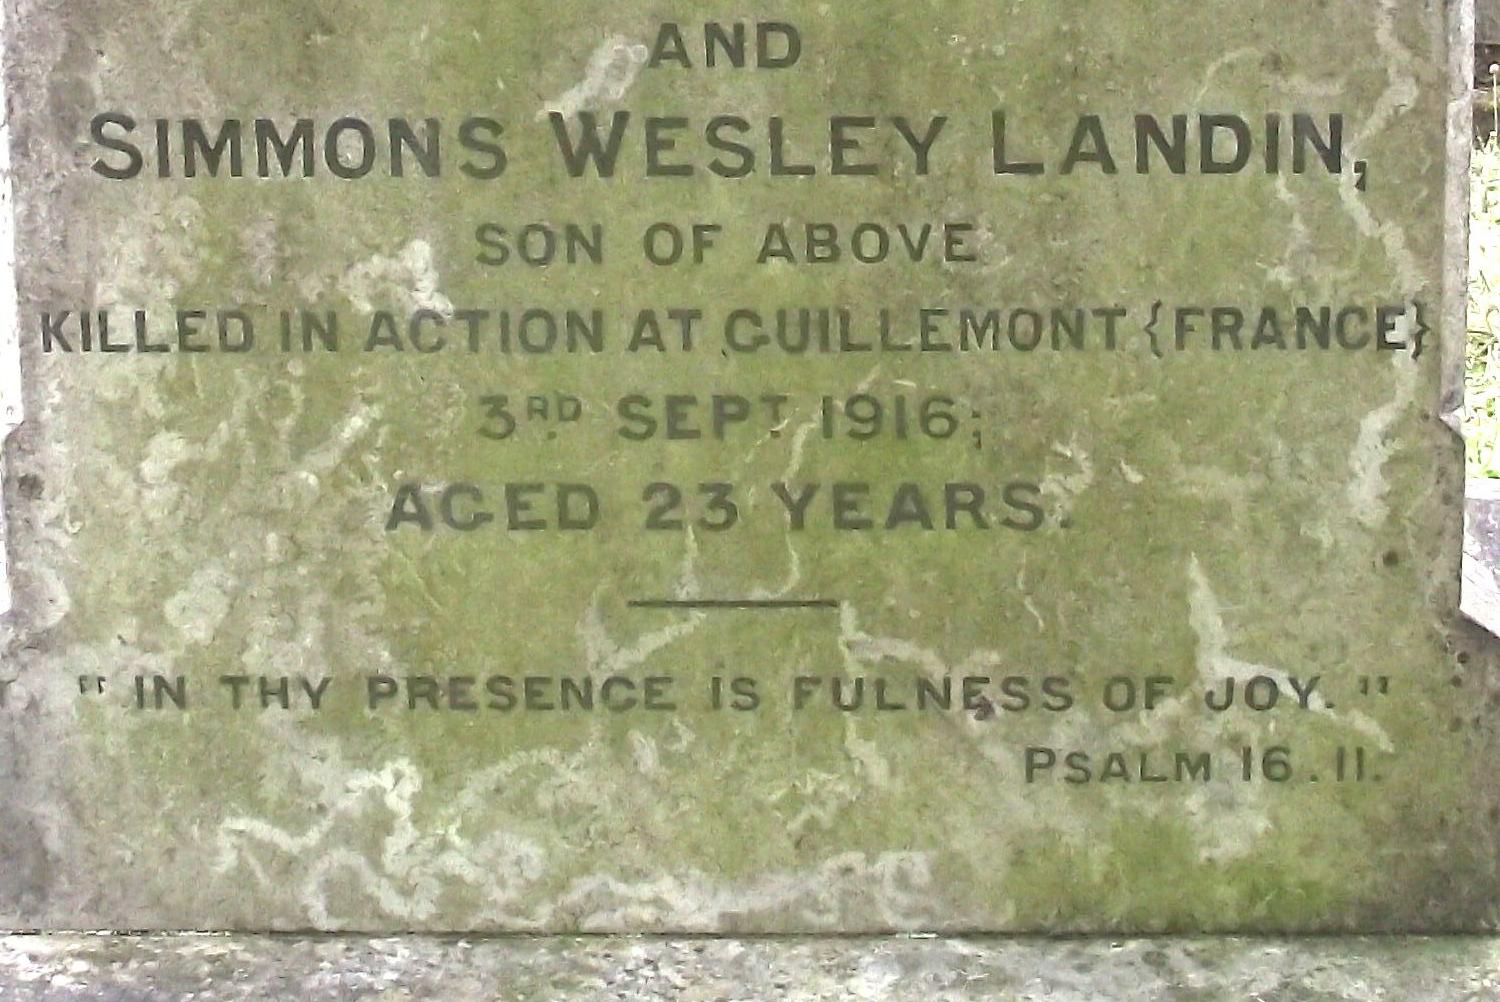 AND
SIMMONS WESLEY LANDIN,
SON OF ABOVE
KILLED IN ACTION AT GUILLEMONT {FRANCE}
3RD SEPT 1916;
AGED 23 YEARS.
"IN THY PRESENCE IS FULNESS OF JOY."
PSALM 16.11.